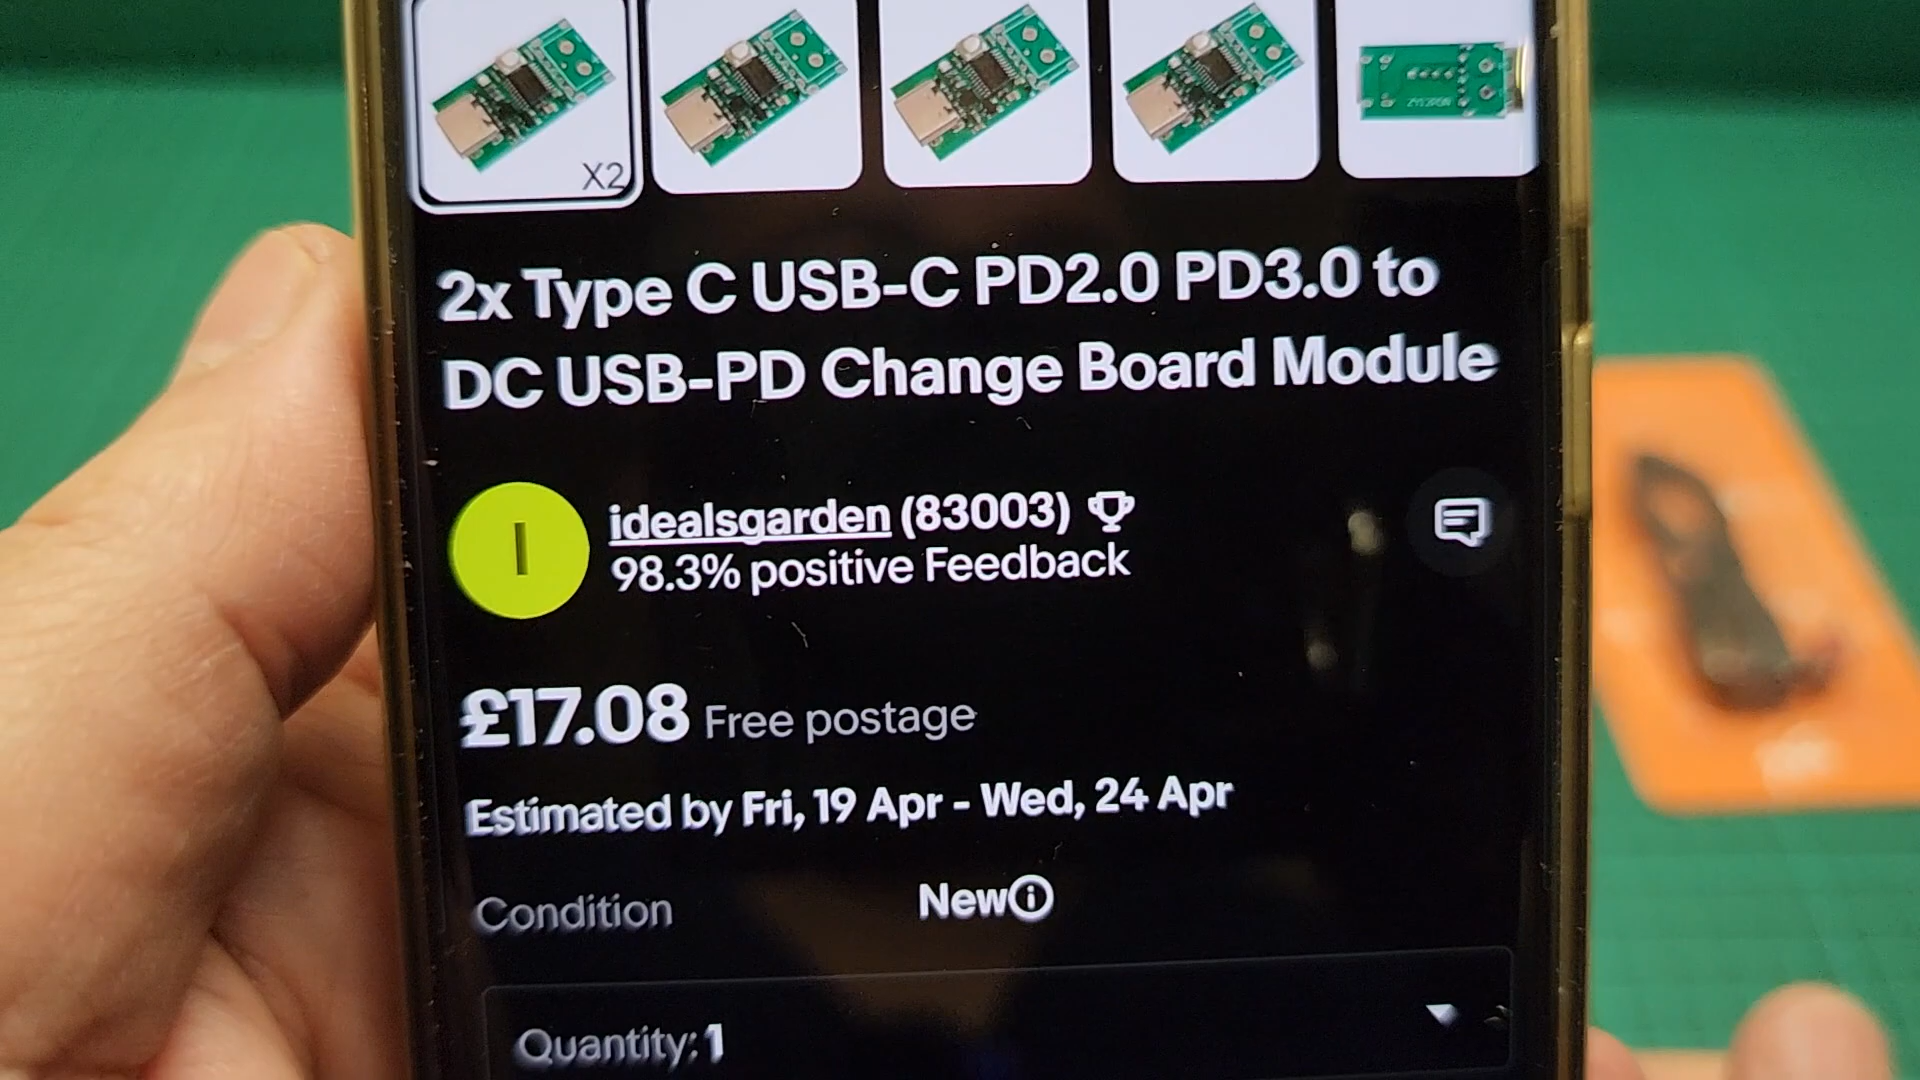 X2
2x Type C USB-C PD2.0 PD3.0 to
DC USB-PD Change Board Module
I
idealsgarden (83003)
98.3% positive Feedback
£17.08 Free postage
Estimated by Fri, 19 Apr - Wed, 24 Apr
Condition New
Quantity: 1